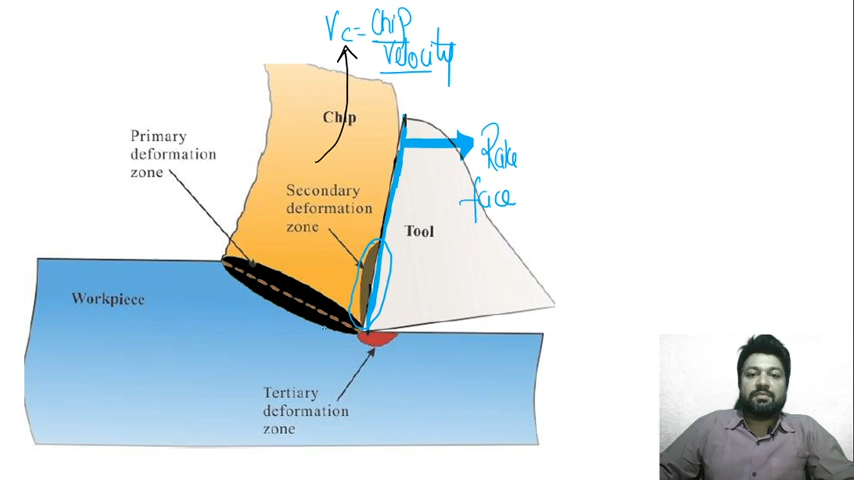 Vc = Chip
Velocity
Chip
Primary
deformation
zone
Rake
face
Secondary
deformation
zone
Tool
Workpiece
Tertiary
deformation
zone